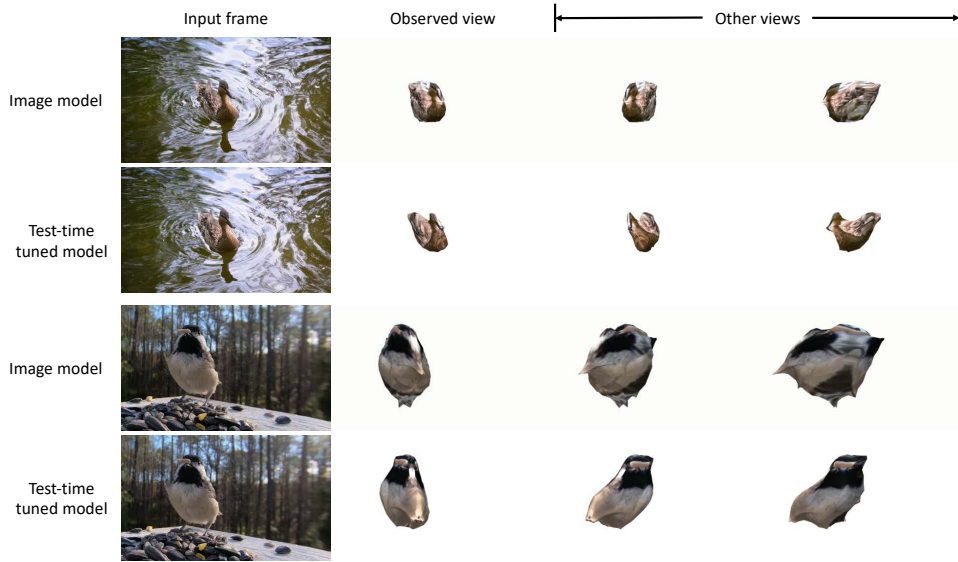 Input frame
Observed view
Other views
Image model
Test-time
tuned model
Image model
Test-time
tuned model